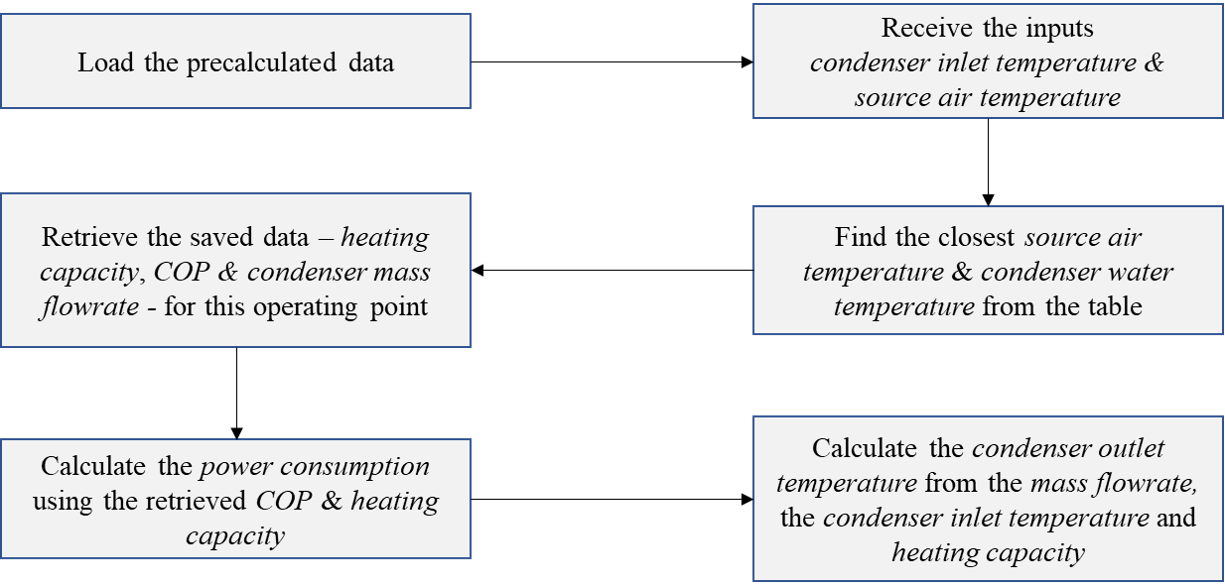 Load the precalculated data
Receive the inputs
condenser inlet temperature &
source air temperature
Find the closest source air
temperature & condenser water
temperature from the table
Retrieve the saved data – heating
capacity, COP & condenser mass
flowrate - for this operating point
Calculate the power consumption
using the retrieved COP & heating
capacity
Calculate the condenser outlet
temperature from the mass flowrate,
the condenser inlet temperature and
heating capacity